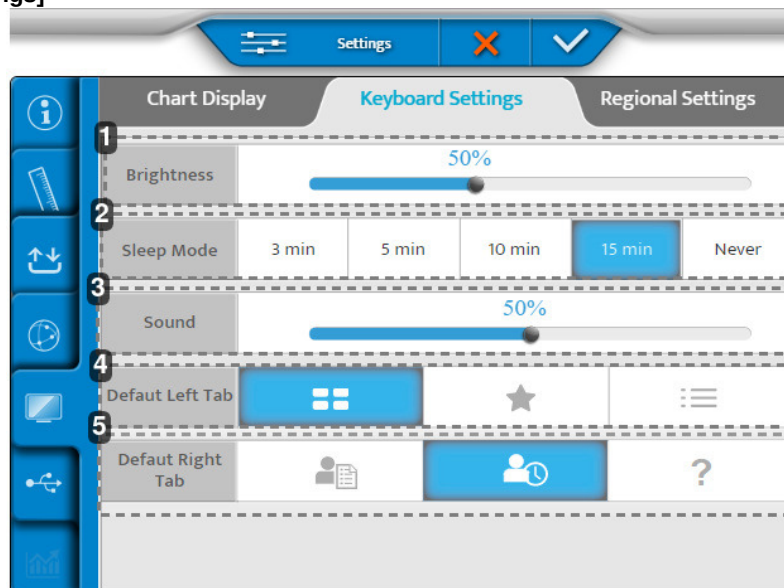 Settings
Chart Display Keyboard Settings Regional Settings
1
50%
Brightness
2
Sleep Mode 3 min 5 min 10 min 15 min Never
3
50%
Sound
4
Defaut Left Tab
5
Defaut Right
Tab ?